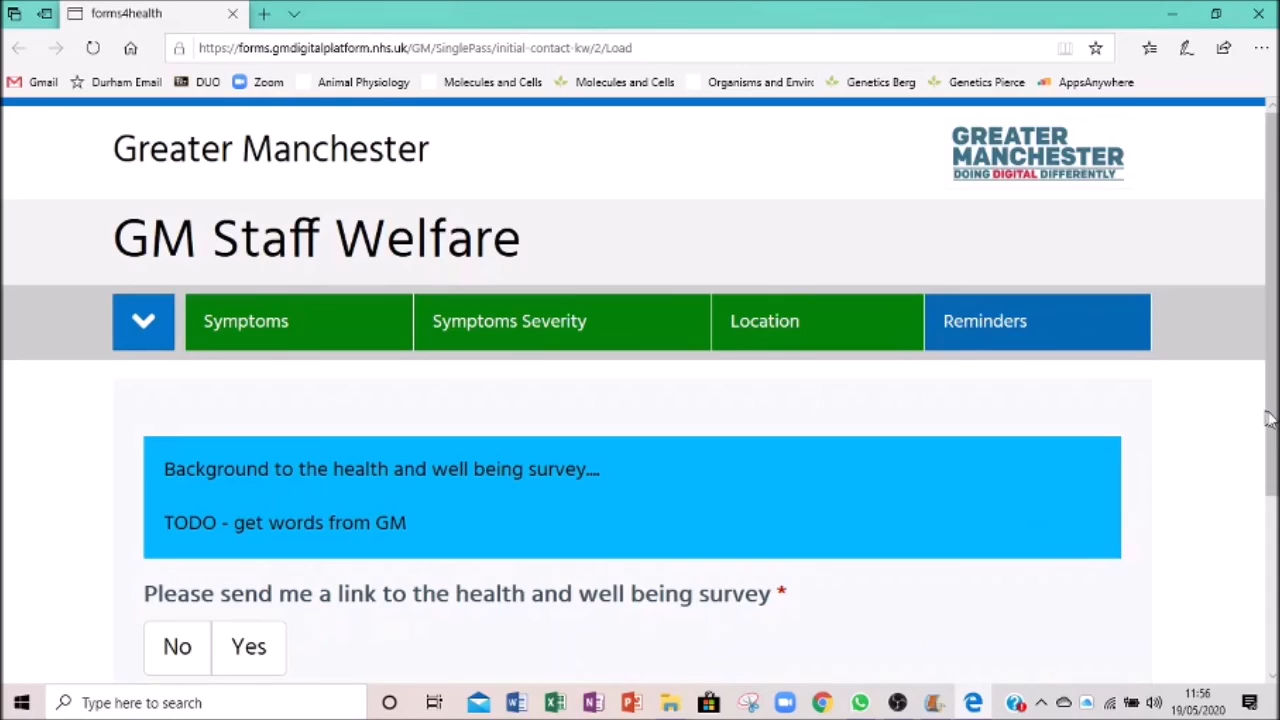 forms4health
https://forms.gmdigitalplatform.nhs.uk/GM/SinglePass/initial-contact-kw/2/Load
Gmail Durham Email DUO Zoom Animal Physiology Molecules and Cells Molecules and Cells Organisms and Envirc Genetics Berg Genetics Pierce AppsAnywhere
Greater Manchester
GREATER
MANCHESTER
DOING DIGITAL DIFFERENTLY
GM Staff Welfare
Symptoms Symptoms Severity Location Reminders
Background to the health and well being survey....
TODO - get words from GM
Please send me a link to the health and well being survey *
No Yes
Type here to search
11:56
19/05/2020